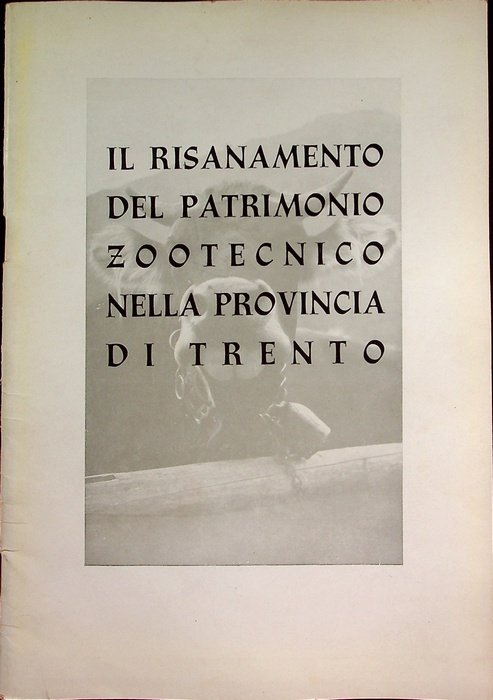 IL RISANAMENTO
DEL PATRIMONIO
ZOOTECNICO
NELLA PROVINCIA
DI TRENTO